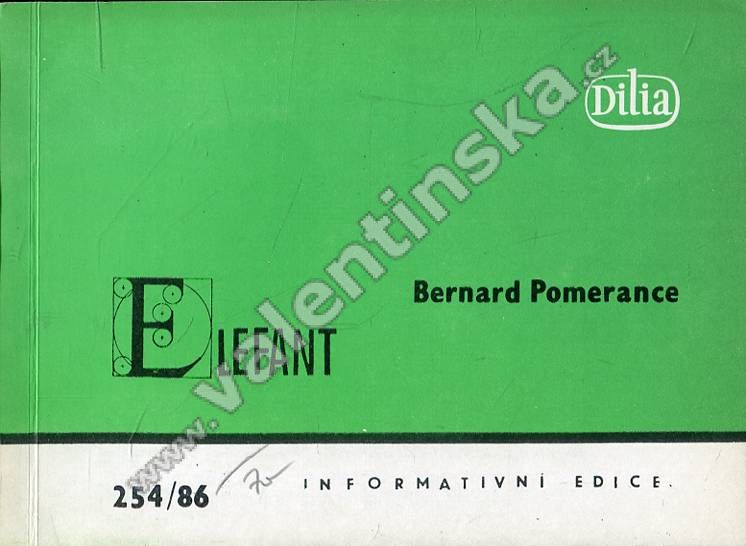 Dilia
Bernard Pomerance
ELEFANT
www.valentinska.cz
254/86
INFORMATIVNÍ EDICE